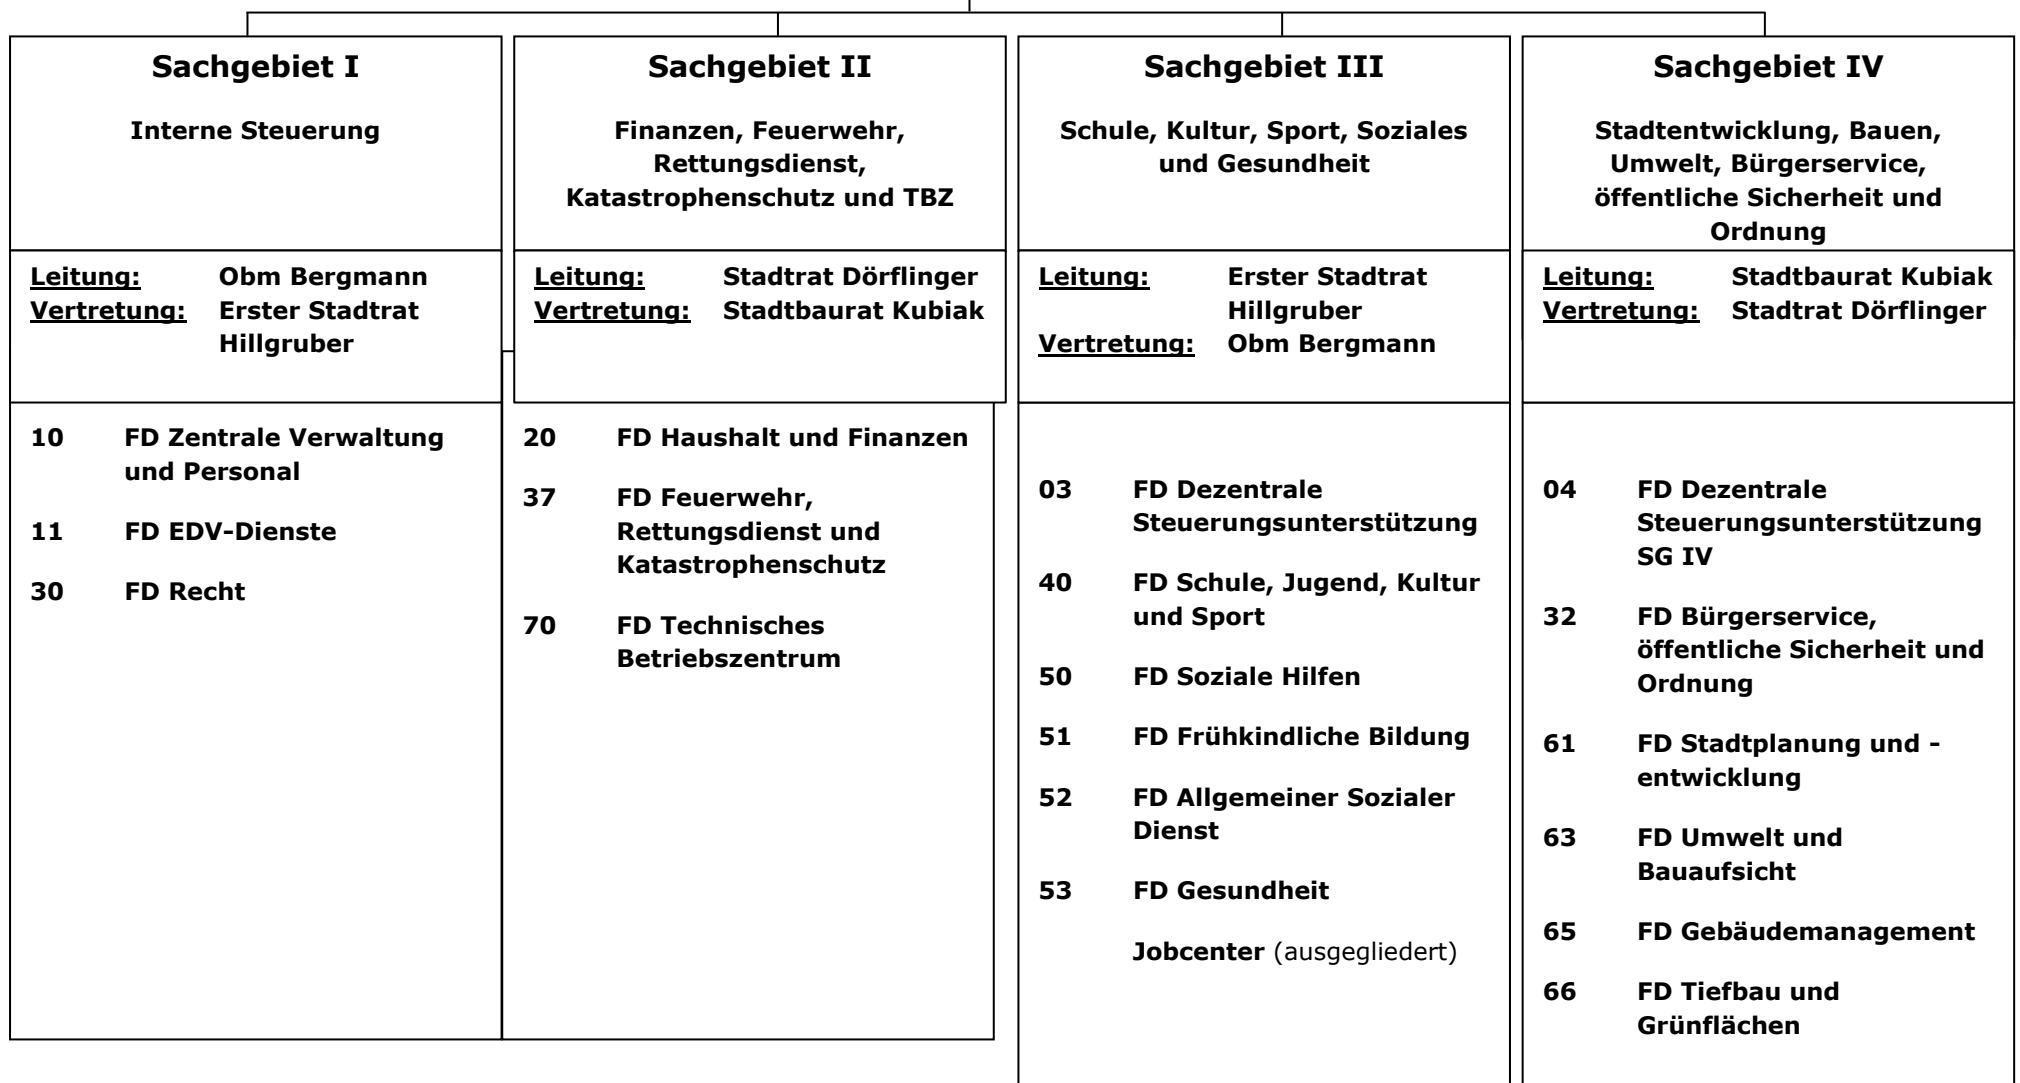 Sachgebiet I
Interne Steuerung
Leitung: Obm Bergmann
Vertretung: Erster Stadtrat
Hillgruber
10 FD Zentrale Verwaltung
und Personal
11 FD EDV-Dienste
30 FD Recht
Sachgebiet II
Finanzen, Feuerwehr,
Rettungsdienst,
Katastrophenschutz und TBZ
Leitung: Stadtrat Dörflinger
Vertretung: Stadtbaurat Kubiak
20 FD Haushalt und Finanzen
37 FD Feuerwehr,
Rettungsdienst und
Katastrophenschutz
70 FD Technisches
Betriebszentrum
Sachgebiet III
Schule, Kultur, Sport, Soziales
und Gesundheit
Leitung: Erster Stadtrat
Hillgruber
Vertretung: Obm Bergmann
03 FD Dezentrale
Steuerungsunterstützung
40 FD Schule, Jugend, Kultur
und Sport
50 FD Soziale Hilfen
51 FD Frühkindliche Bildung
52 FD Allgemeiner Sozialer
Dienst
53 FD Gesundheit
Jobcenter (ausgegliedert)
Sachgebiet IV
Stadtentwicklung, Bauen,
Umwelt, Bürgerservice,
öffentliche Sicherheit und
Ordnung
Leitung: Stadtbaurat Kubiak
Vertretung: Stadtrat Dörflinger
04 FD Dezentrale
Steuerungsunterstützung
SG IV
32 FD Bürgerservice,
öffentliche Sicherheit und
Ordnung
61 FD Stadtplanung und -
entwicklung
63 FD Umwelt und
Bauaufsicht
65 FD Gebäudemanagement
66 FD Tiefbau und
Grünflächen